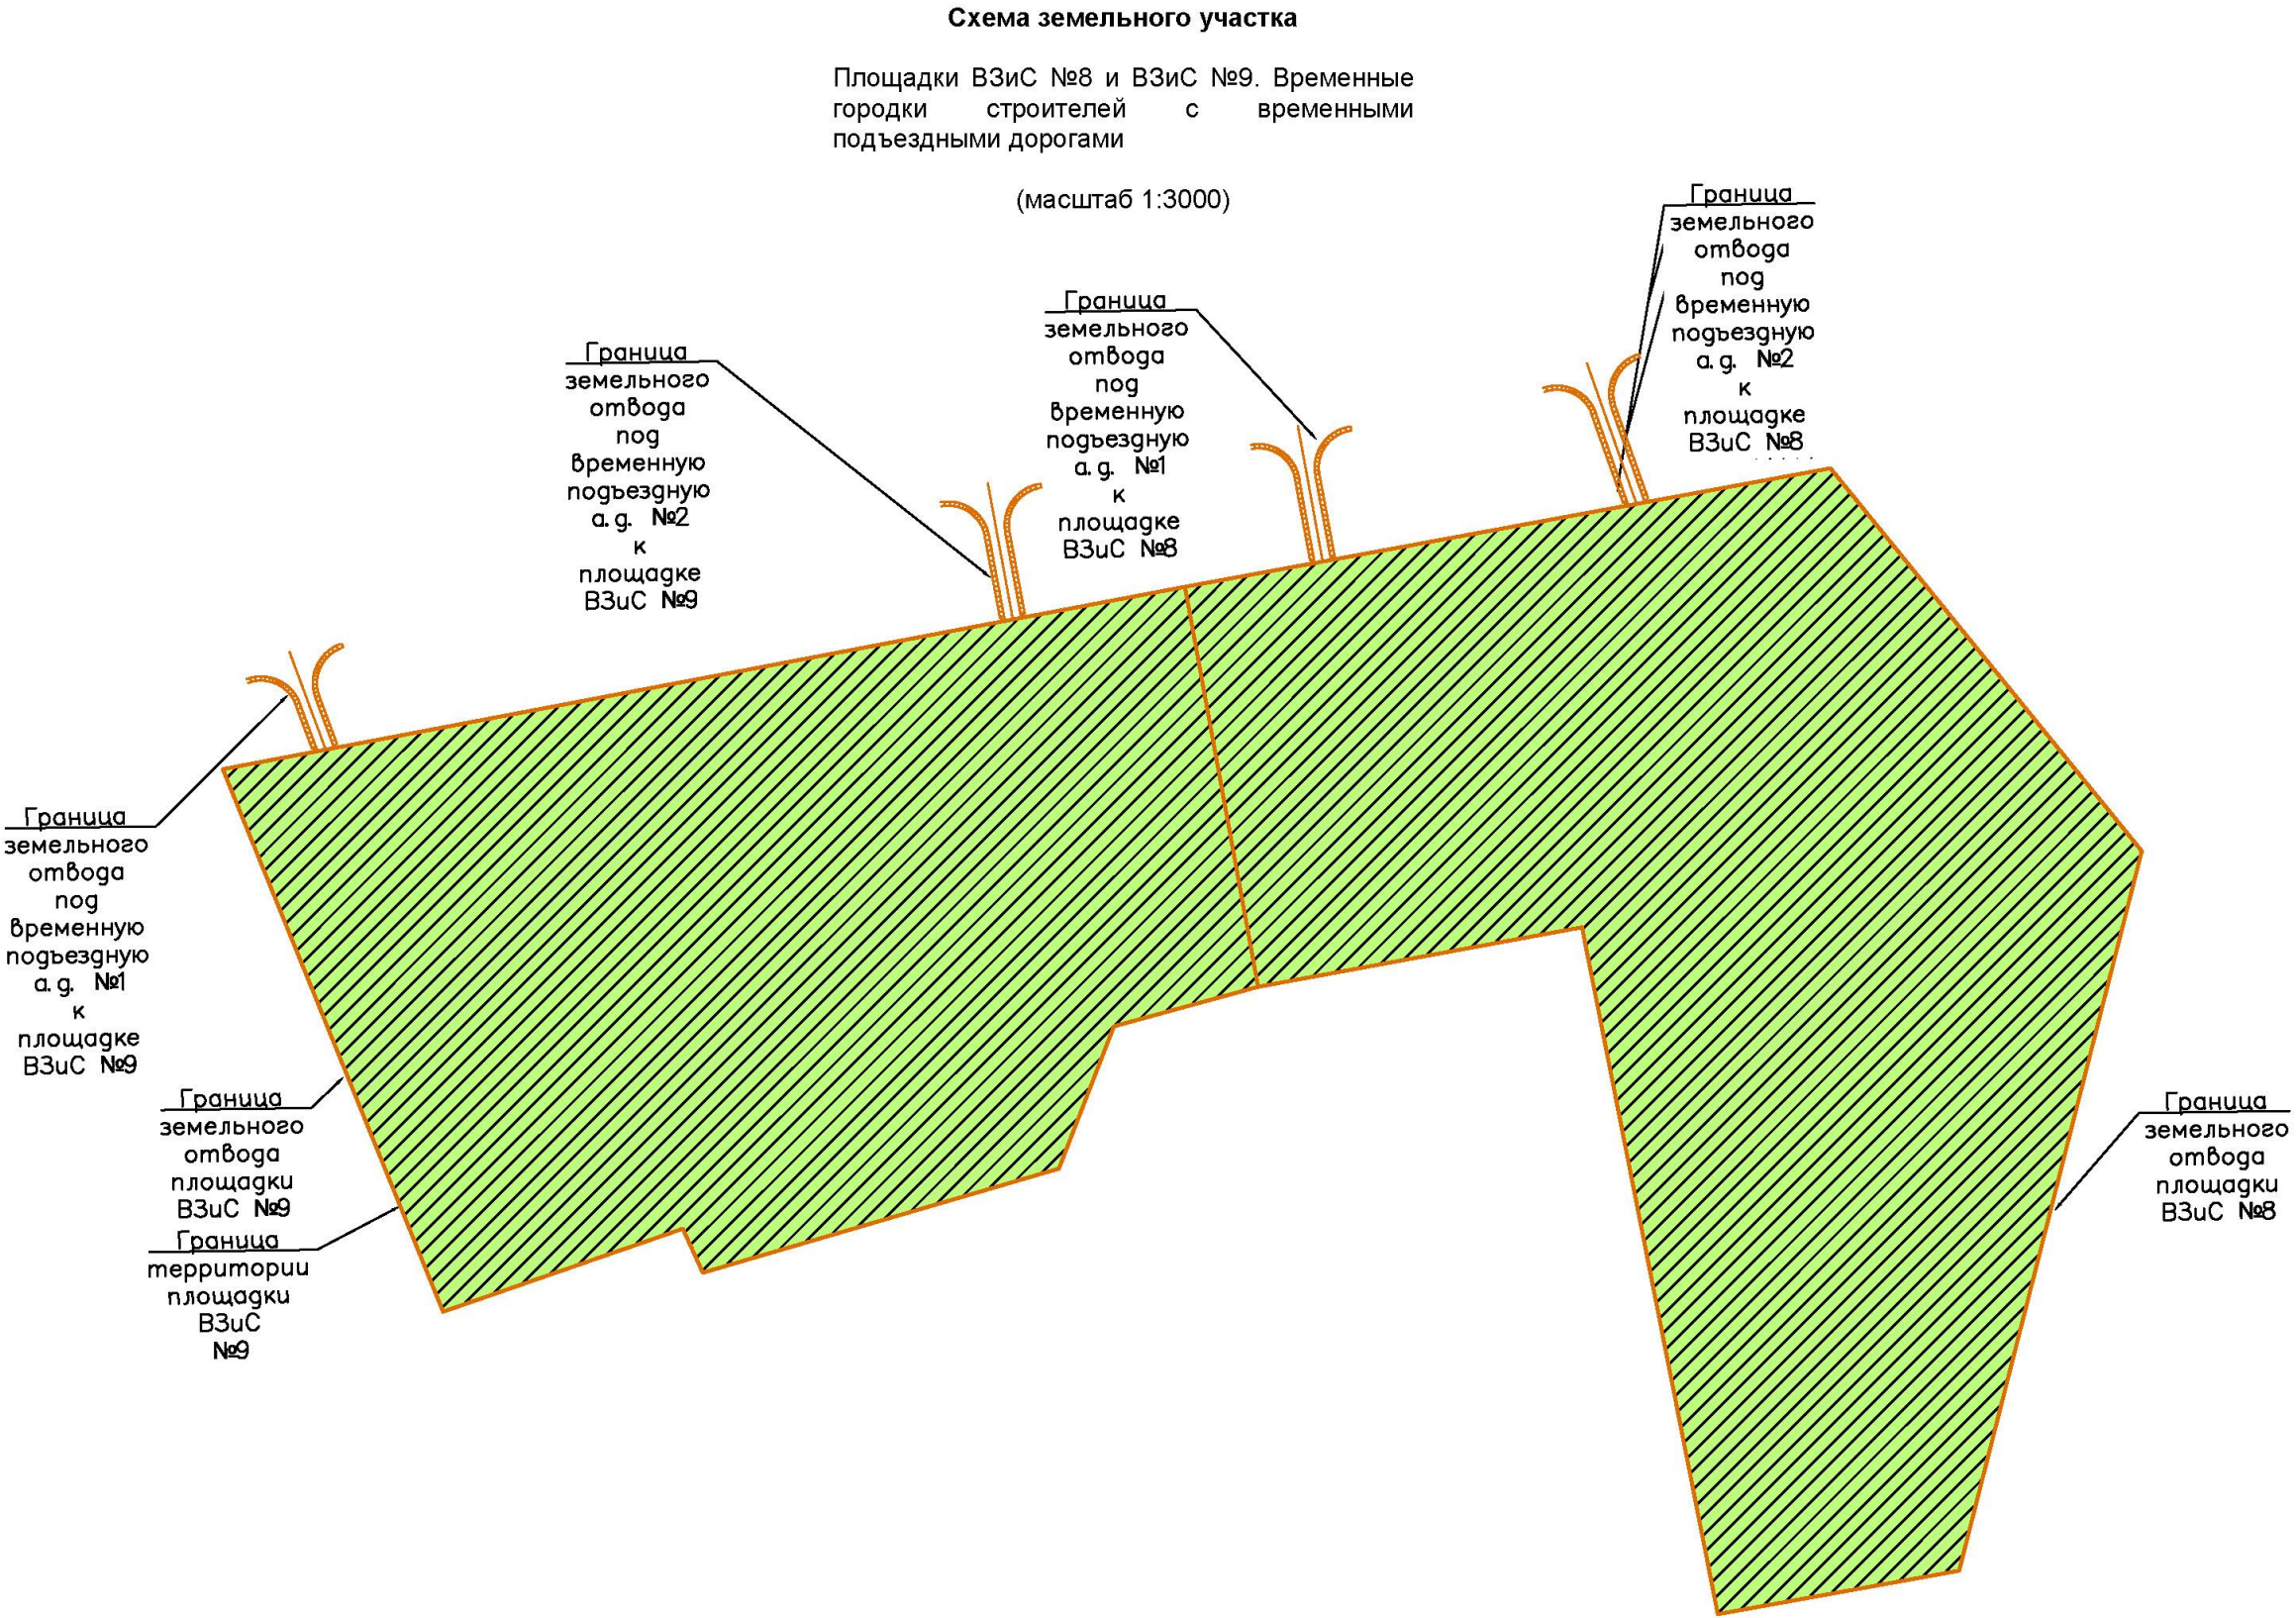 Схема земельного участка
Площадки ВЗиС №8 и ВЗиС №9. Временные
городки строителей с временными
подъездными дорогами
(масштаб 1:3000)
Граница
земельного
отвода
под
временную
подъездную
а.д. №2
к
площадке
ВЗиС №8
Граница
земельного
отвода
под
временную
подъездную
а.д. №1
к
площадке
ВЗиС №8
Граница
земельного
отвода
под
временную
подъездную
а.д. №2
к
площадке
ВЗиС №9
Граница
земельного
отвода
под
временную
подъездную
а.д. №1
к
площадке
ВЗиС №9
Граница
земельного
отвода
площадки
ВЗиС №9
Граница
территории
площадки
ВЗиС
№9
Граница
земельного
отвода
площадки
ВЗиС №8